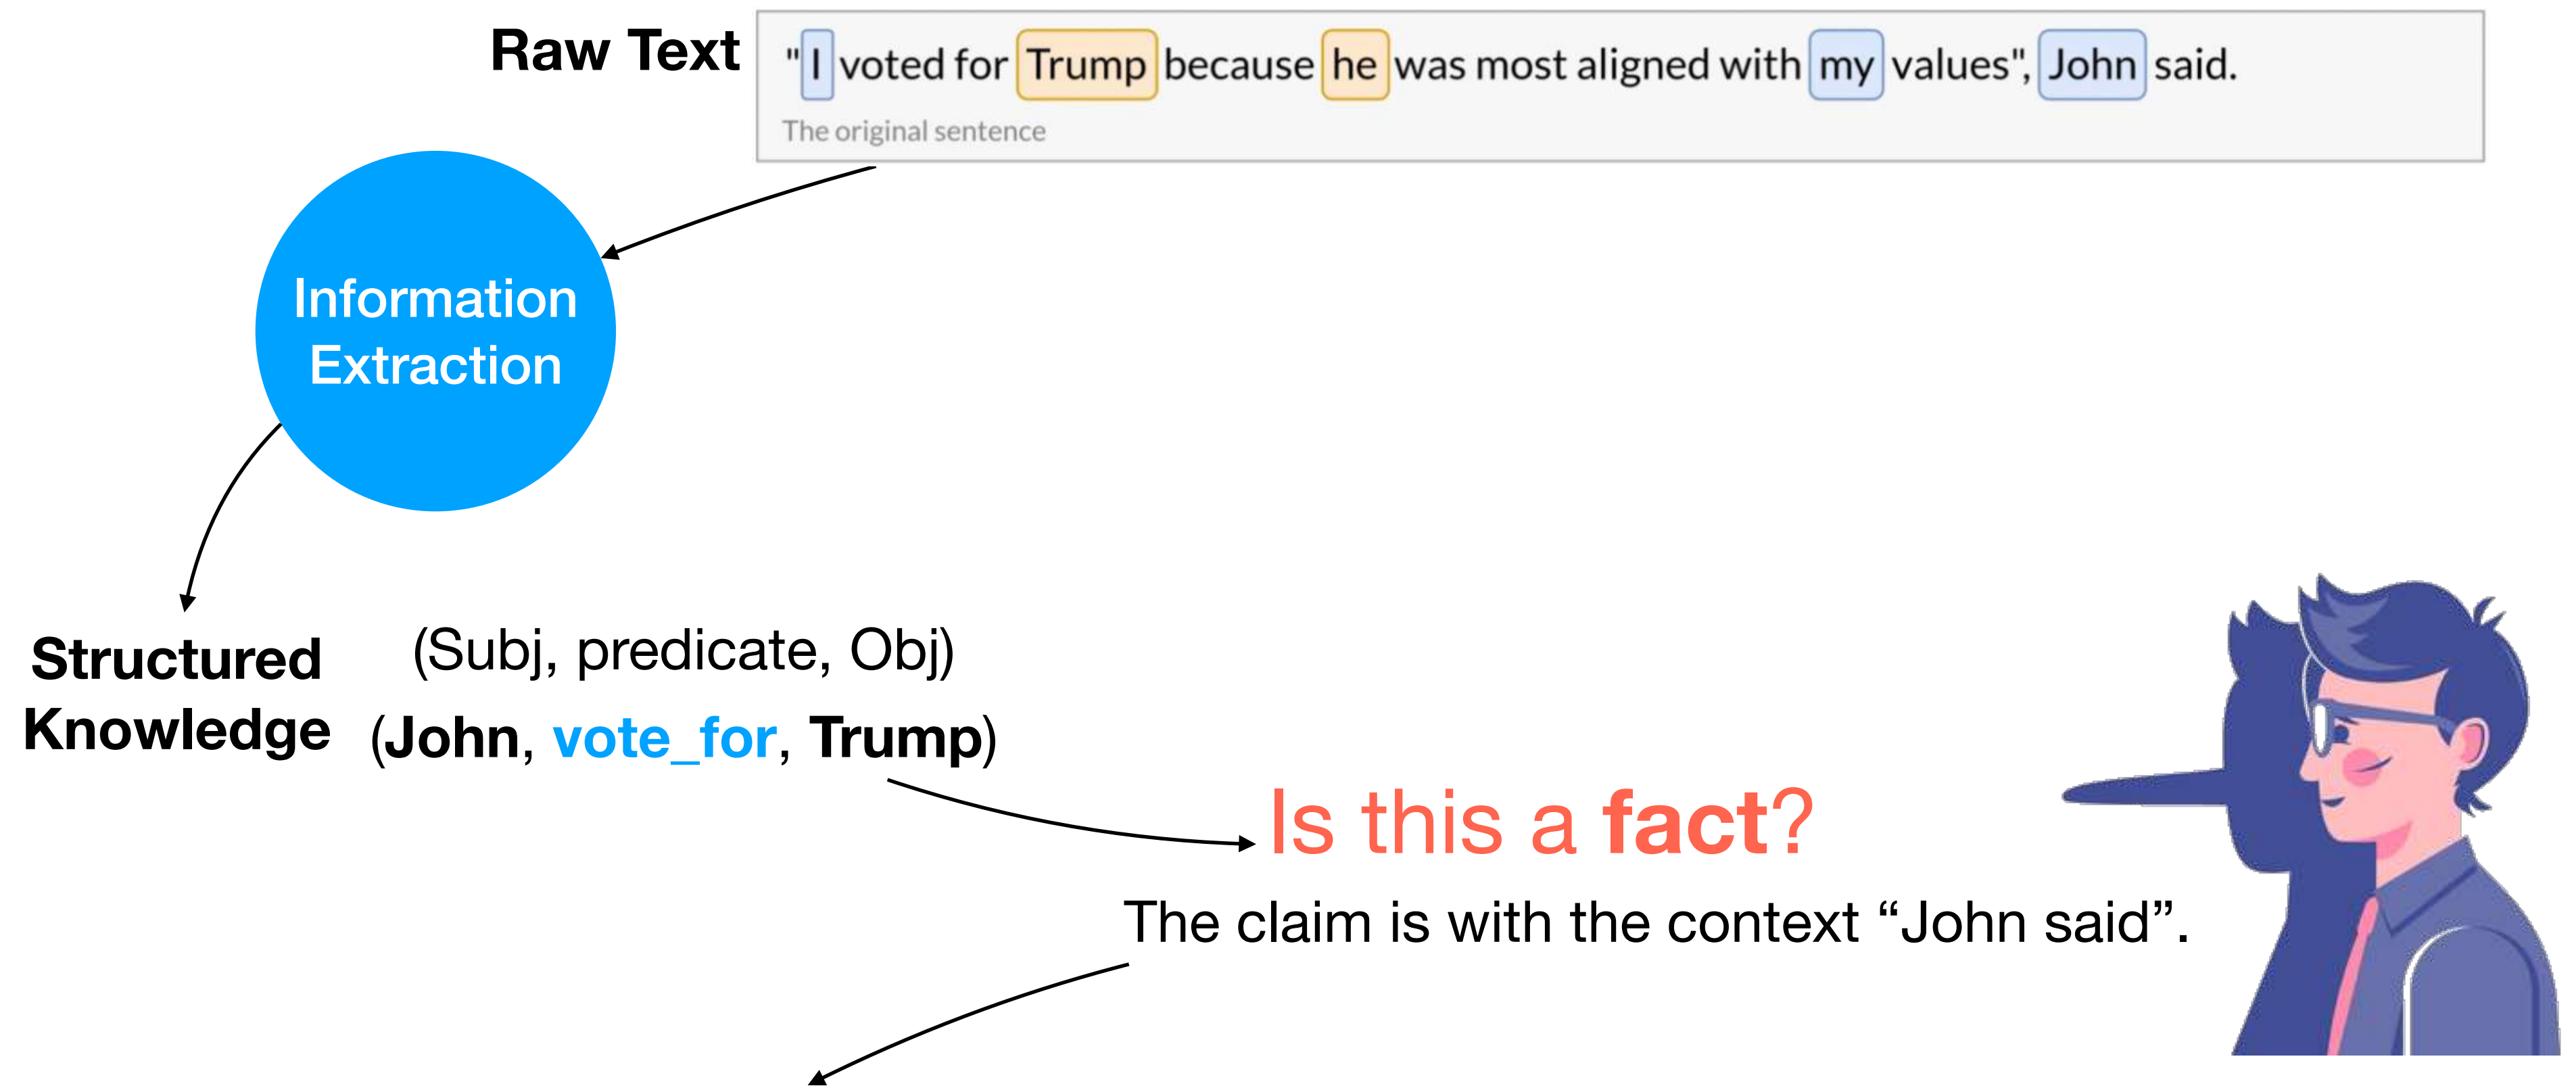 Raw Text
"I voted for Trump because he was most aligned with my values", John said.
The original sentence
Information
Extraction
Structured
Knowledge
(Subj, predicate, Obj)
(John, vote_for, Trump)
Is this a fact?
The claim is with the context “John said”.